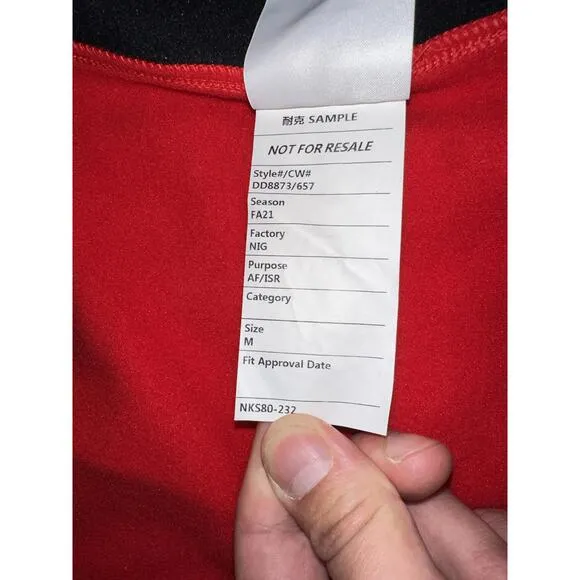 耐克 SAMPLE
NOT FOR RESALE
Style#/CW#
DD8873/657
Season
FA21
Factory
NIG
Purpose
AF/ISR
Category
Size
M
Fit Approval Date
NKS80-232